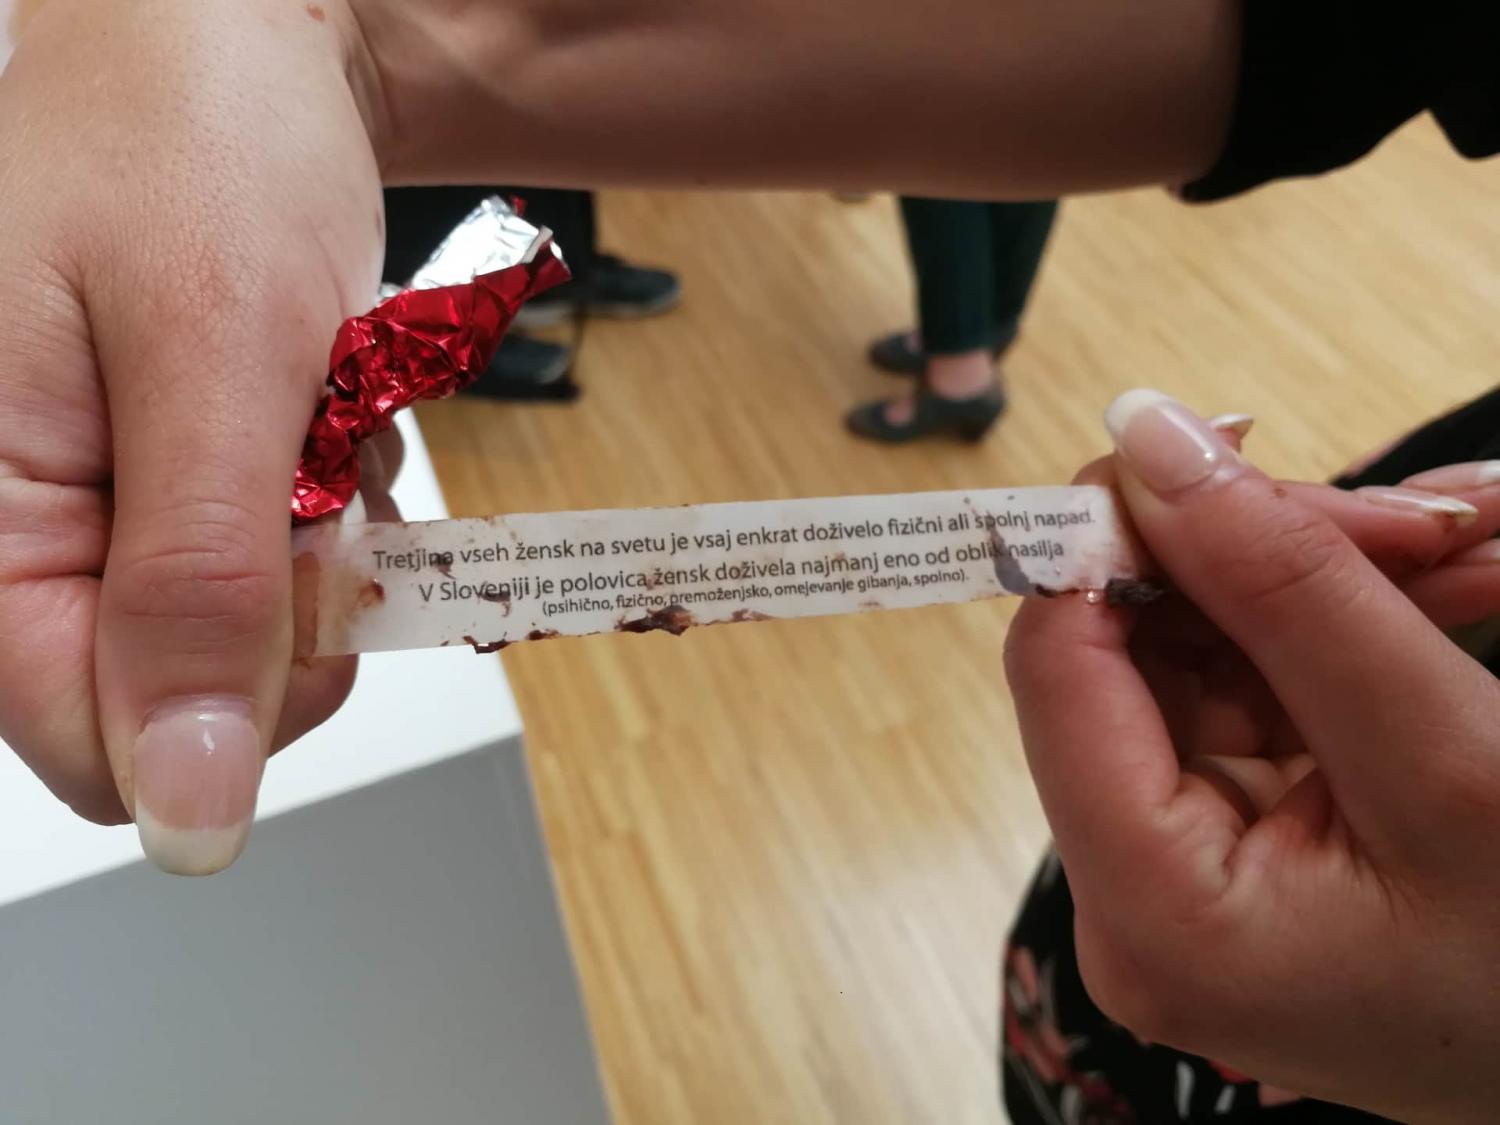 Tretjina vseh žensk na svetu je vsaj enkrat doživelo fizični ali spolnj napad.
V Sloveniji je polovica žensk doživela najmanj eno od oblik nasilja
(psihično, fizično, premoženjsko, omejevanje gibanja, spolno).